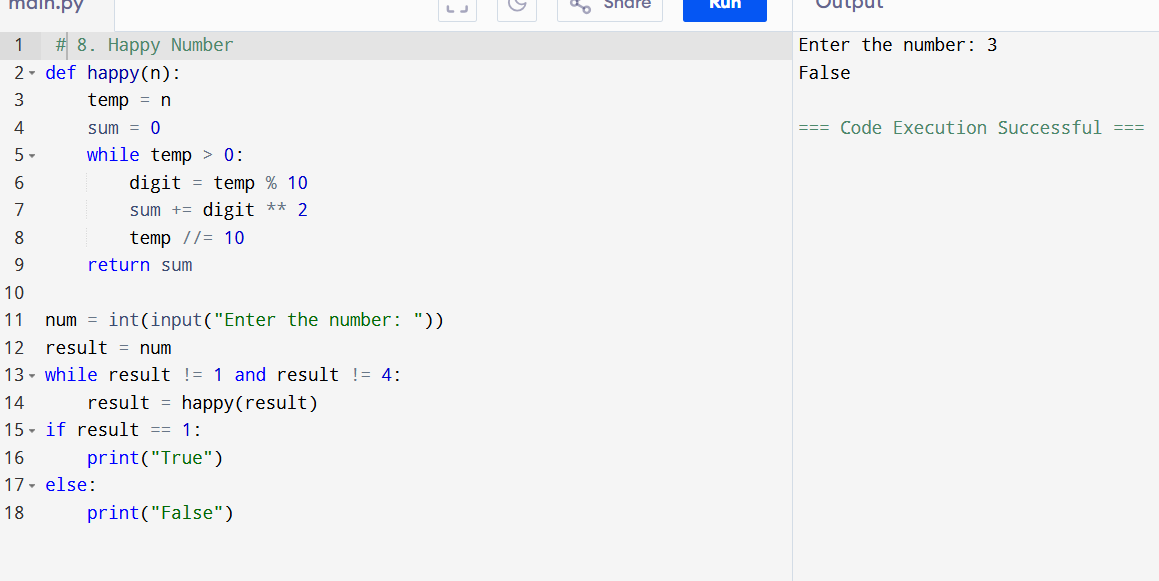 main.py
Share
Run
Output
1 # 8. Happy Number
2 def happy(n):
3     temp = n
4     sum = 0
5     while temp > 0:
6         digit = temp % 10
7         sum += digit ** 2
8         temp //= 10
9     return sum
10
11 num = int(input("Enter the number: "))
12 result = num
13 while result != 1 and result != 4:
14     result = happy(result)
15 if result == 1:
16     print("True")
17 else:
18     print("False")
Enter the number: 3
False
=== Code Execution Successful ===